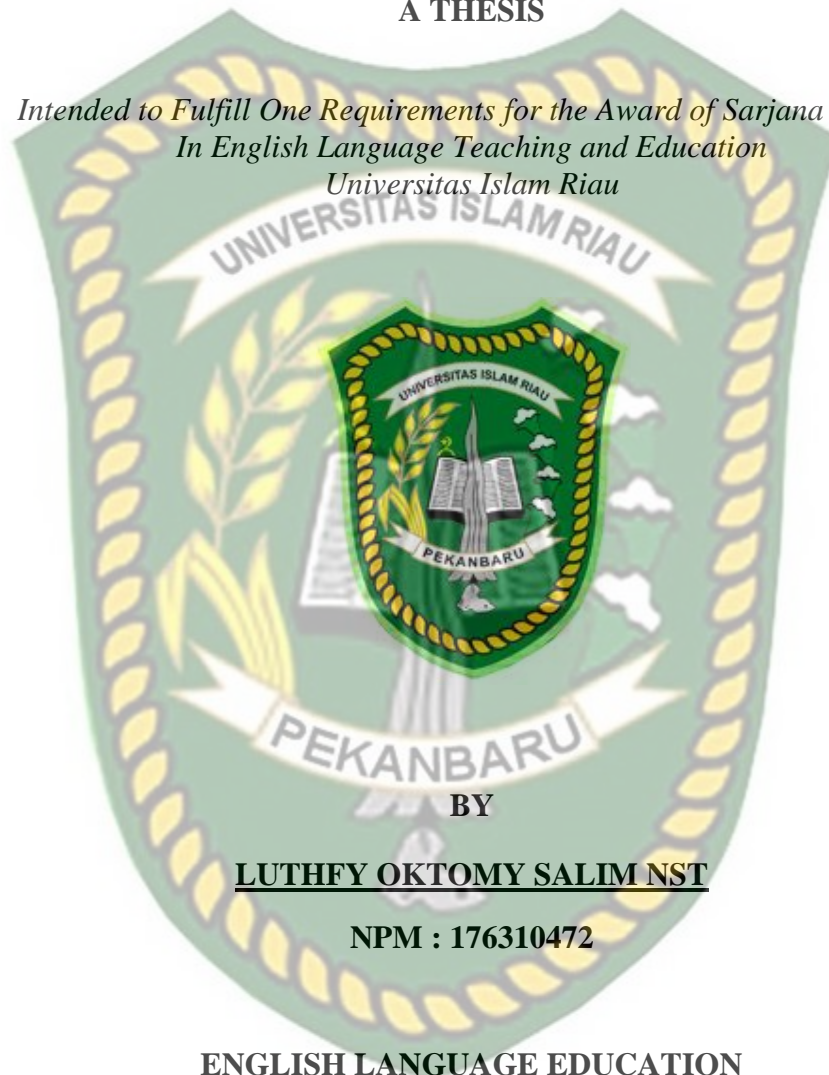 A THESIS
Intended to Fulfill One Requirements for the Award of Sarjana
In English Language Teaching and Education
Universitas Islam Riau
UNIVERSITAS ISLAM RIAU
UNIVERSITAS ISLAM RIAU
PEKANBARU
PEKANBARU
BY
LUTHFY OKTOMY SALIM NST
NPM : 176310472
ENGLISH LANGUAGE EDUCATION